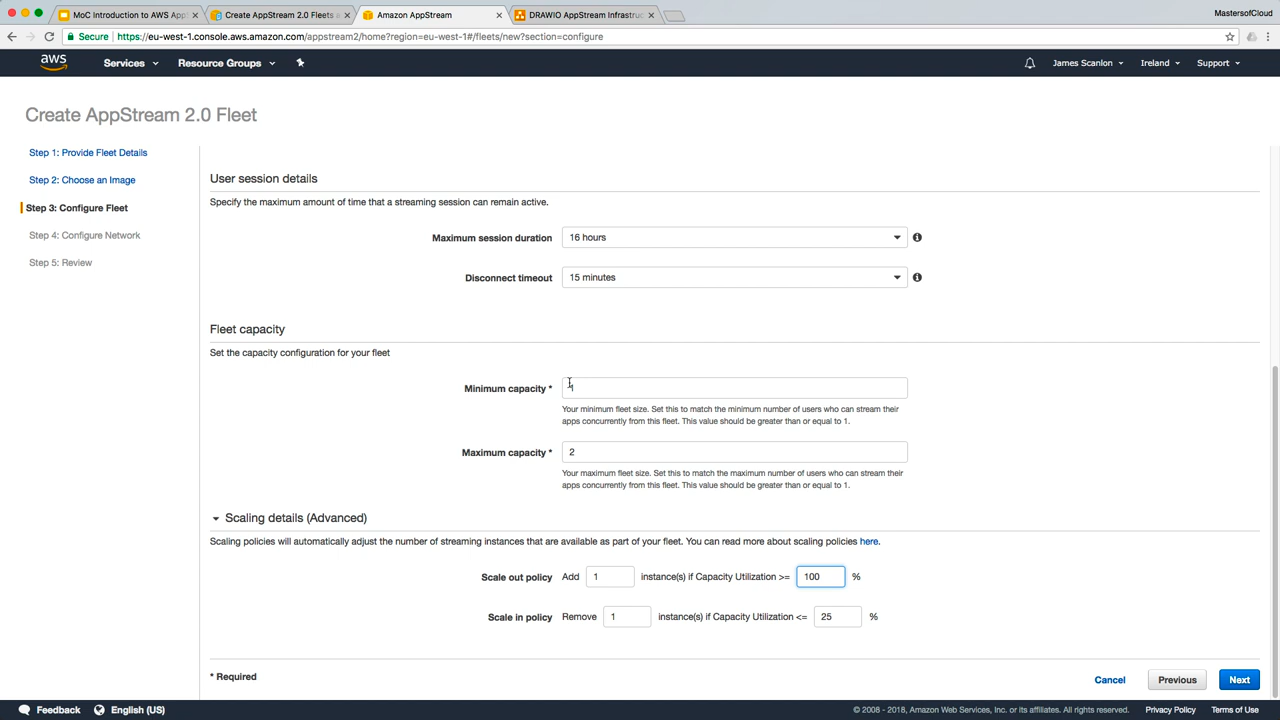 MoC Introduction to AWS App
Create AppStream 2.0 Fleets a
Amazon AppStream
DRAWIO AppStream Infrastruc
MastersofCloud
Secure
https://eu-west-1.console.aws.amazon.com/appstream2/home?region=eu-west-1#/fleets/new?section=configure
aws
Services
Resource Groups
James Scanlon
Ireland
Support
Create AppStream 2.0 Fleet
Step 1: Provide Fleet Details
Step 2: Choose an Image
Step 3: Configure Fleet
Step 4: Configure Network
Step 5: Review
User session details
Specify the maximum amount of time that a streaming session can remain active.
Maximum session duration
16 hours
Disconnect timeout
15 minutes
Fleet capacity
Set the capacity configuration for your fleet
Minimum capacity *
1
Your minimum fleet size. Set this to match the minimum number of users who can stream their
apps concurrently from this fleet. This value should be greater than or equal to 1.
Maximum capacity *
2
Your maximum fleet size. Set this to match the maximum number of users who can stream their
apps concurrently from this fleet. This value should be greater than or equal to 1.
Scaling details (Advanced)
Scaling policies will automatically adjust the number of streaming instances that are available as part of your fleet. You can read more about scaling policies here.
Scale out policy Add 1 instance(s) if Capacity Utilization >= 100 %
Scale in policy Remove 1 instance(s) if Capacity Utilization <= 25 %
* Required
Cancel
Previous
Next
Feedback
English (US)
© 2008 - 2018, Amazon Web Services, Inc. or its affiliates. All rights reserved.
Privacy Policy
Terms of Use